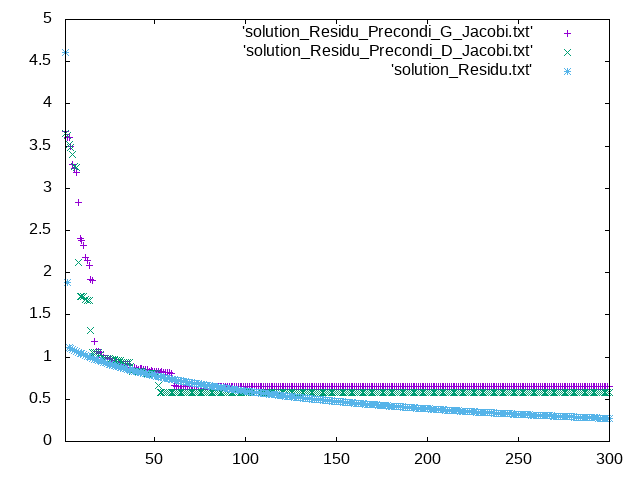 5
'solution_Residu_Precondi_G_Jacobi.txt'
4.5
'solution_Residu_Precondi_D_Jacobi.txt'
'solution_Residu.txt'
4
3.5
3
2.5
2
1.5
1
0.5
0
50 100 150 200 250 300